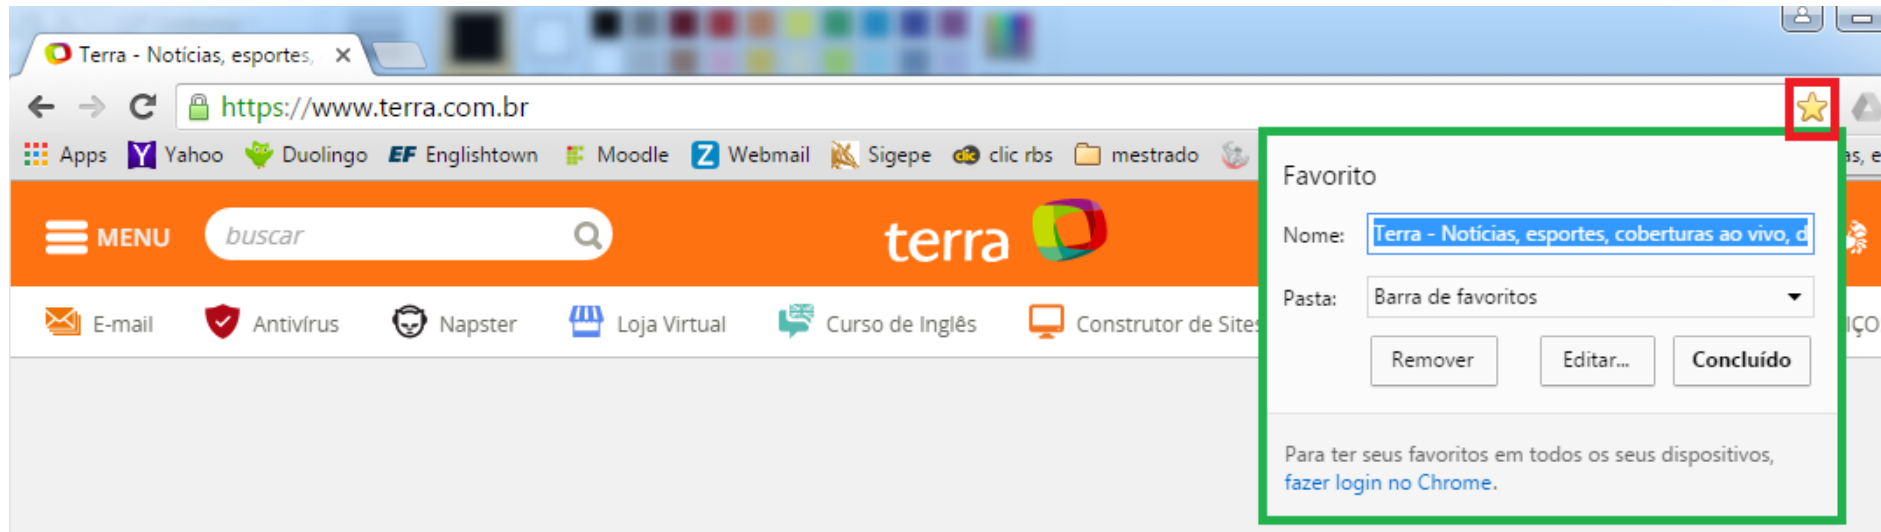 Terra - Notícias, esportes,
https://www.terra.com.br
Apps Yahoo Duolingo EF Englishtown Moodle Z Webmail Sigepe clic rbs mestrado
as, e
MENU buscar terra
E-mail Antivírus Napster Loja Virtual Curso de Inglês Construtor de Sites
IÇO
Favorito
Nome: Terra - Notícias, esportes, coberturas ao vivo, d
Pasta: Barra de favoritos
Remover Editar... Concluído
Para ter seus favoritos em todos os seus dispositivos,
fazer login no Chrome.